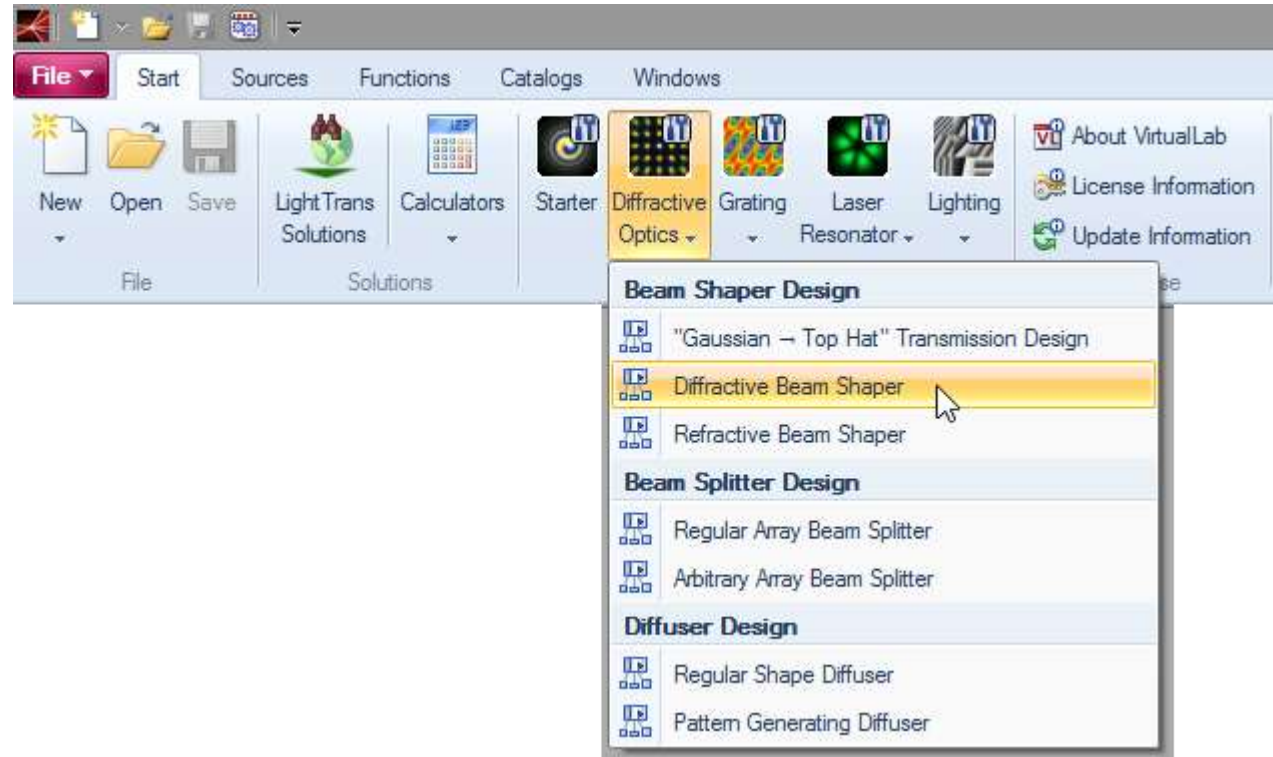 File Start Sources Functions Catalogs Windows
New Open Save LightTrans Solutions Calculators Starter Diffractive Optics Grating Laser Resonator Lighting
About VirtualLab
License Information
Update Information
File Solutions se
Beam Shaper Design
"Gaussian → Top Hat" Transmission Design
Diffractive Beam Shaper
Refractive Beam Shaper
Beam Splitter Design
Regular Array Beam Splitter
Arbitrary Array Beam Splitter
Diffuser Design
Regular Shape Diffuser
Pattern Generating Diffuser